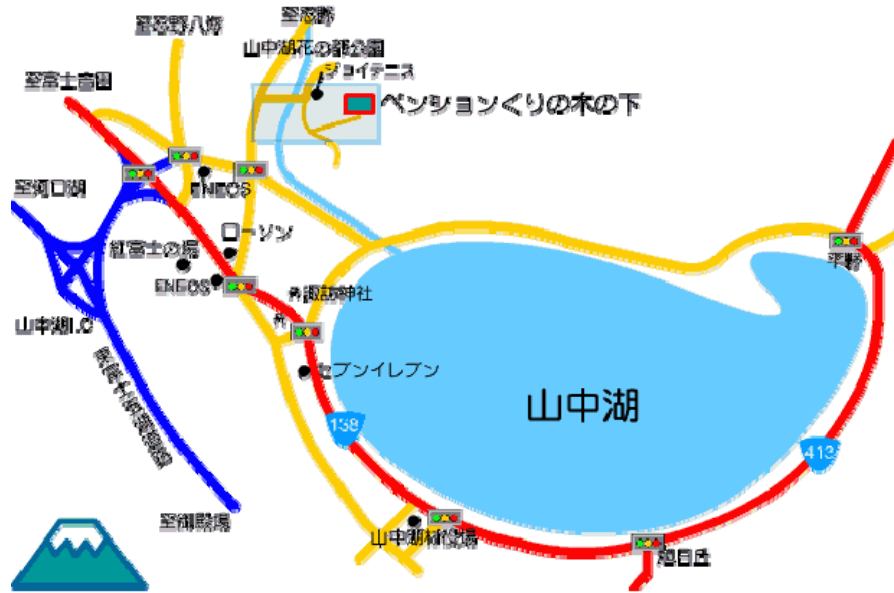 至忍野八海
至忍野
山中湖花の都公園
ジョイテニス
至富士吉田
ペンションくりの木の下
ENEOS
至河口湖
ローソン
紅富士の湯
ENEOS
平野
諏訪神社
山中湖I.C
セブンイレブン
山中湖
138
413
至御殿場
山中湖村役場
旭日丘